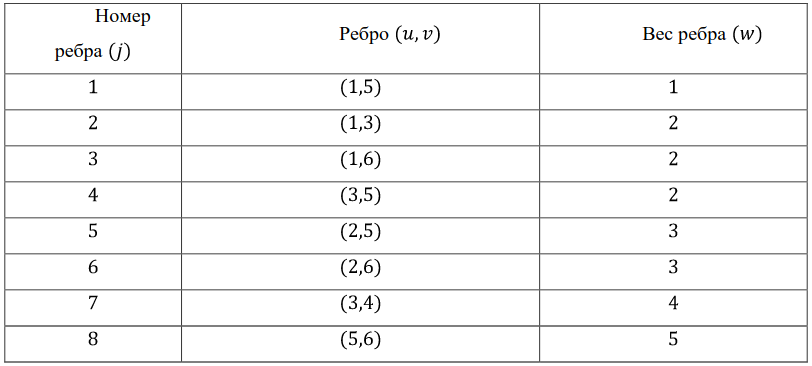 Номер ребра (j) Ребро (u, v) Вес ребра (w)
1 (1,5) 1
2 (1,3) 2
3 (1,6) 2
4 (3,5) 2
5 (2,5) 3
6 (2,6) 3
7 (3,4) 4
8 (5,6) 5